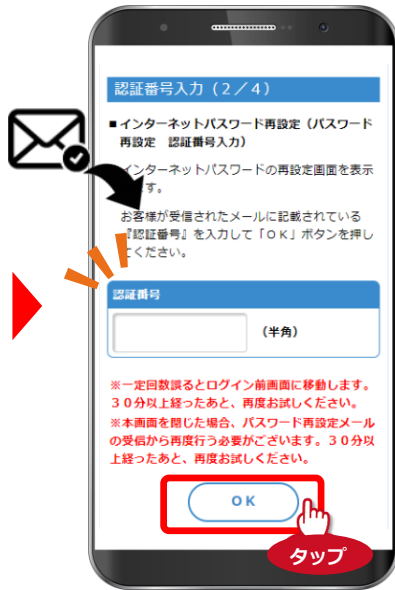 認証番号入力（２／４）
■インターネットパスワード再設定（パスワード
再設定　認証番号入力）
インターネットパスワードの再設定画面を表示
す。
お客様が受信されたメールに記載されている
『認証番号』を入力して「ＯＫ」ボタンを押し
てください。
認証番号
（半角）
※一定回数誤るとログイン前画面に移動します。
３０分以上経ったあと、再度お試しください。
※本画面を閉じた場合、パスワード再設定メール
の受信から再度行う必要がございます。３０分以
上経ったあと、再度お試しください。
ＯＫ
タップ